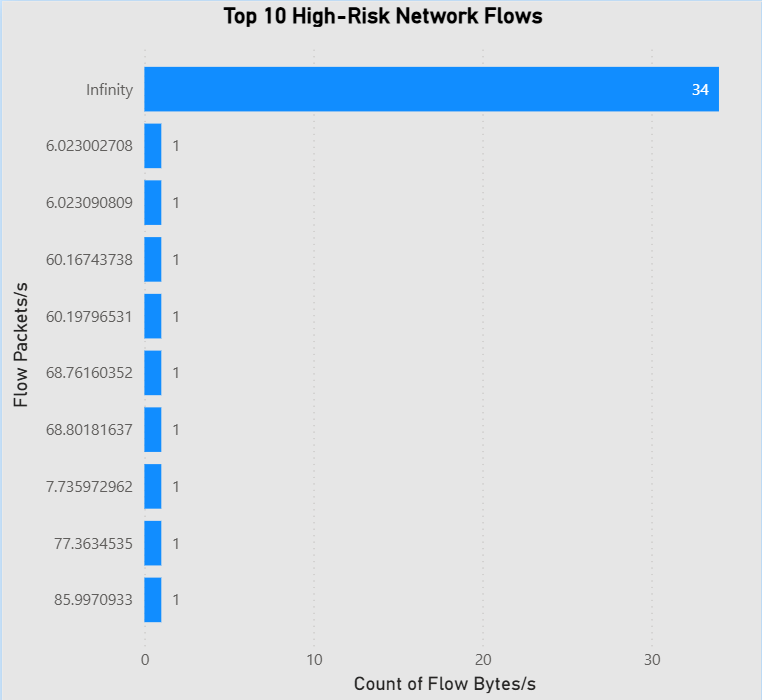 Top 10 High-Risk Network Flows
Flow Packets/s
Infinity 34
6.023002708 1
6.023090809 1
60.16743738 1
60.19796531 1
68.76160352 1
68.80181637 1
7.735972962 1
77.3634535 1
85.9970933 1
0 10 20 30
Count of Flow Bytes/s